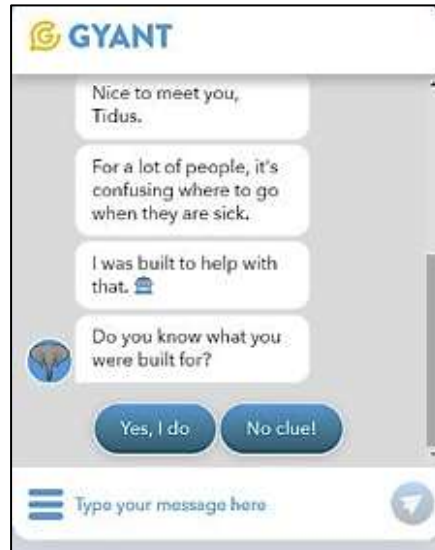 GYANT
Nice to meet you,
Tidus.
For a lot of people, it's
confusing where to go
when they are sick.
I was built to help with
that.
Do you know what you
were built for?
Yes, I do
No clue!
Type your message here